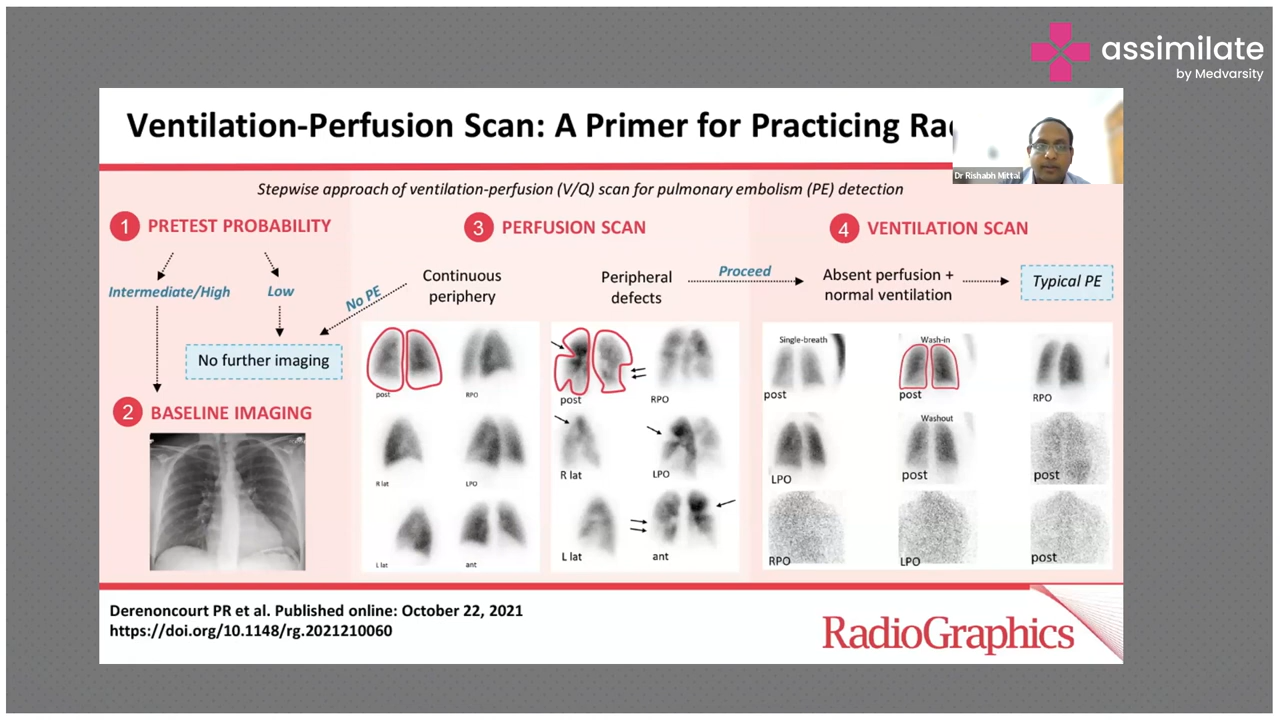 assimilate
by Medvarsity
Ventilation-Perfusion Scan: A Primer for Practicing
Dr Rishabh Mittal
Stepwise approach of ventilation-perfusion (V/Q) scan for pulmonary embolism (PE) detection
1 PRETEST PROBABILITY
Intermediate/High
Low
No PE
No further imaging
2 BASELINE IMAGING
3 PERFUSION SCAN
Continuous
periphery
Peripheral
defects
Proceed
post
RPO
R lat
LPO
L lat
ant
post
RPO
R lat
LPO
L lat
ant
4 VENTILATION SCAN
Absent perfusion +
normal ventilation
Typical PE
Single-breath
post
Wash-in
post
RPO
LPO
Washout
post
post
RPO
LPO
post
Derenoncourt PR et al. Published online: October 22, 2021
https://doi.org/10.1148/rg.2021210060
RadioGraphics